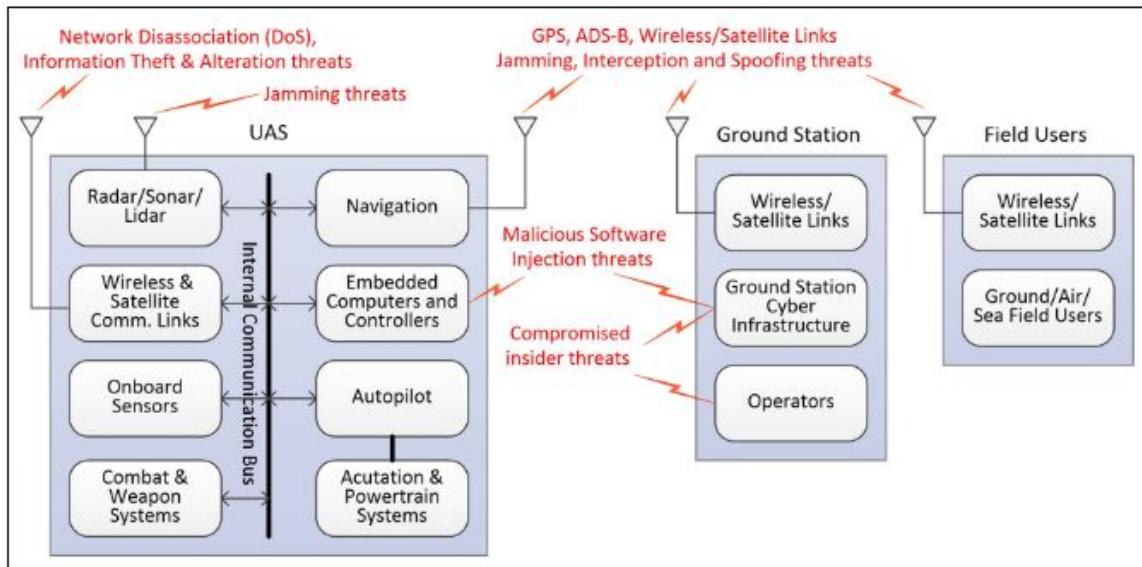 Network Disassociation (DoS),
Information Theft & Alteration threats
Jamming threats
GPS, ADS-B, Wireless/Satellite Links
Jamming, Interception and Spoofing threats
UAS
Radar/Sonar/
Lidar
Wireless &
Satellite
Comm. Links
Onboard
Sensors
Combat &
Weapon
Systems
Internal Communication Bus
Navigation
Embedded
Computers and
Controllers
Autopilot
Acutation &
Powertrain
Systems
Malicious Software
Injection threats
Compromised
insider threats
Ground Station
Wireless/
Satellite Links
Ground Station
Cyber
Infrastructure
Operators
Field Users
Wireless/
Satellite Links
Ground/Air/
Sea Field Users